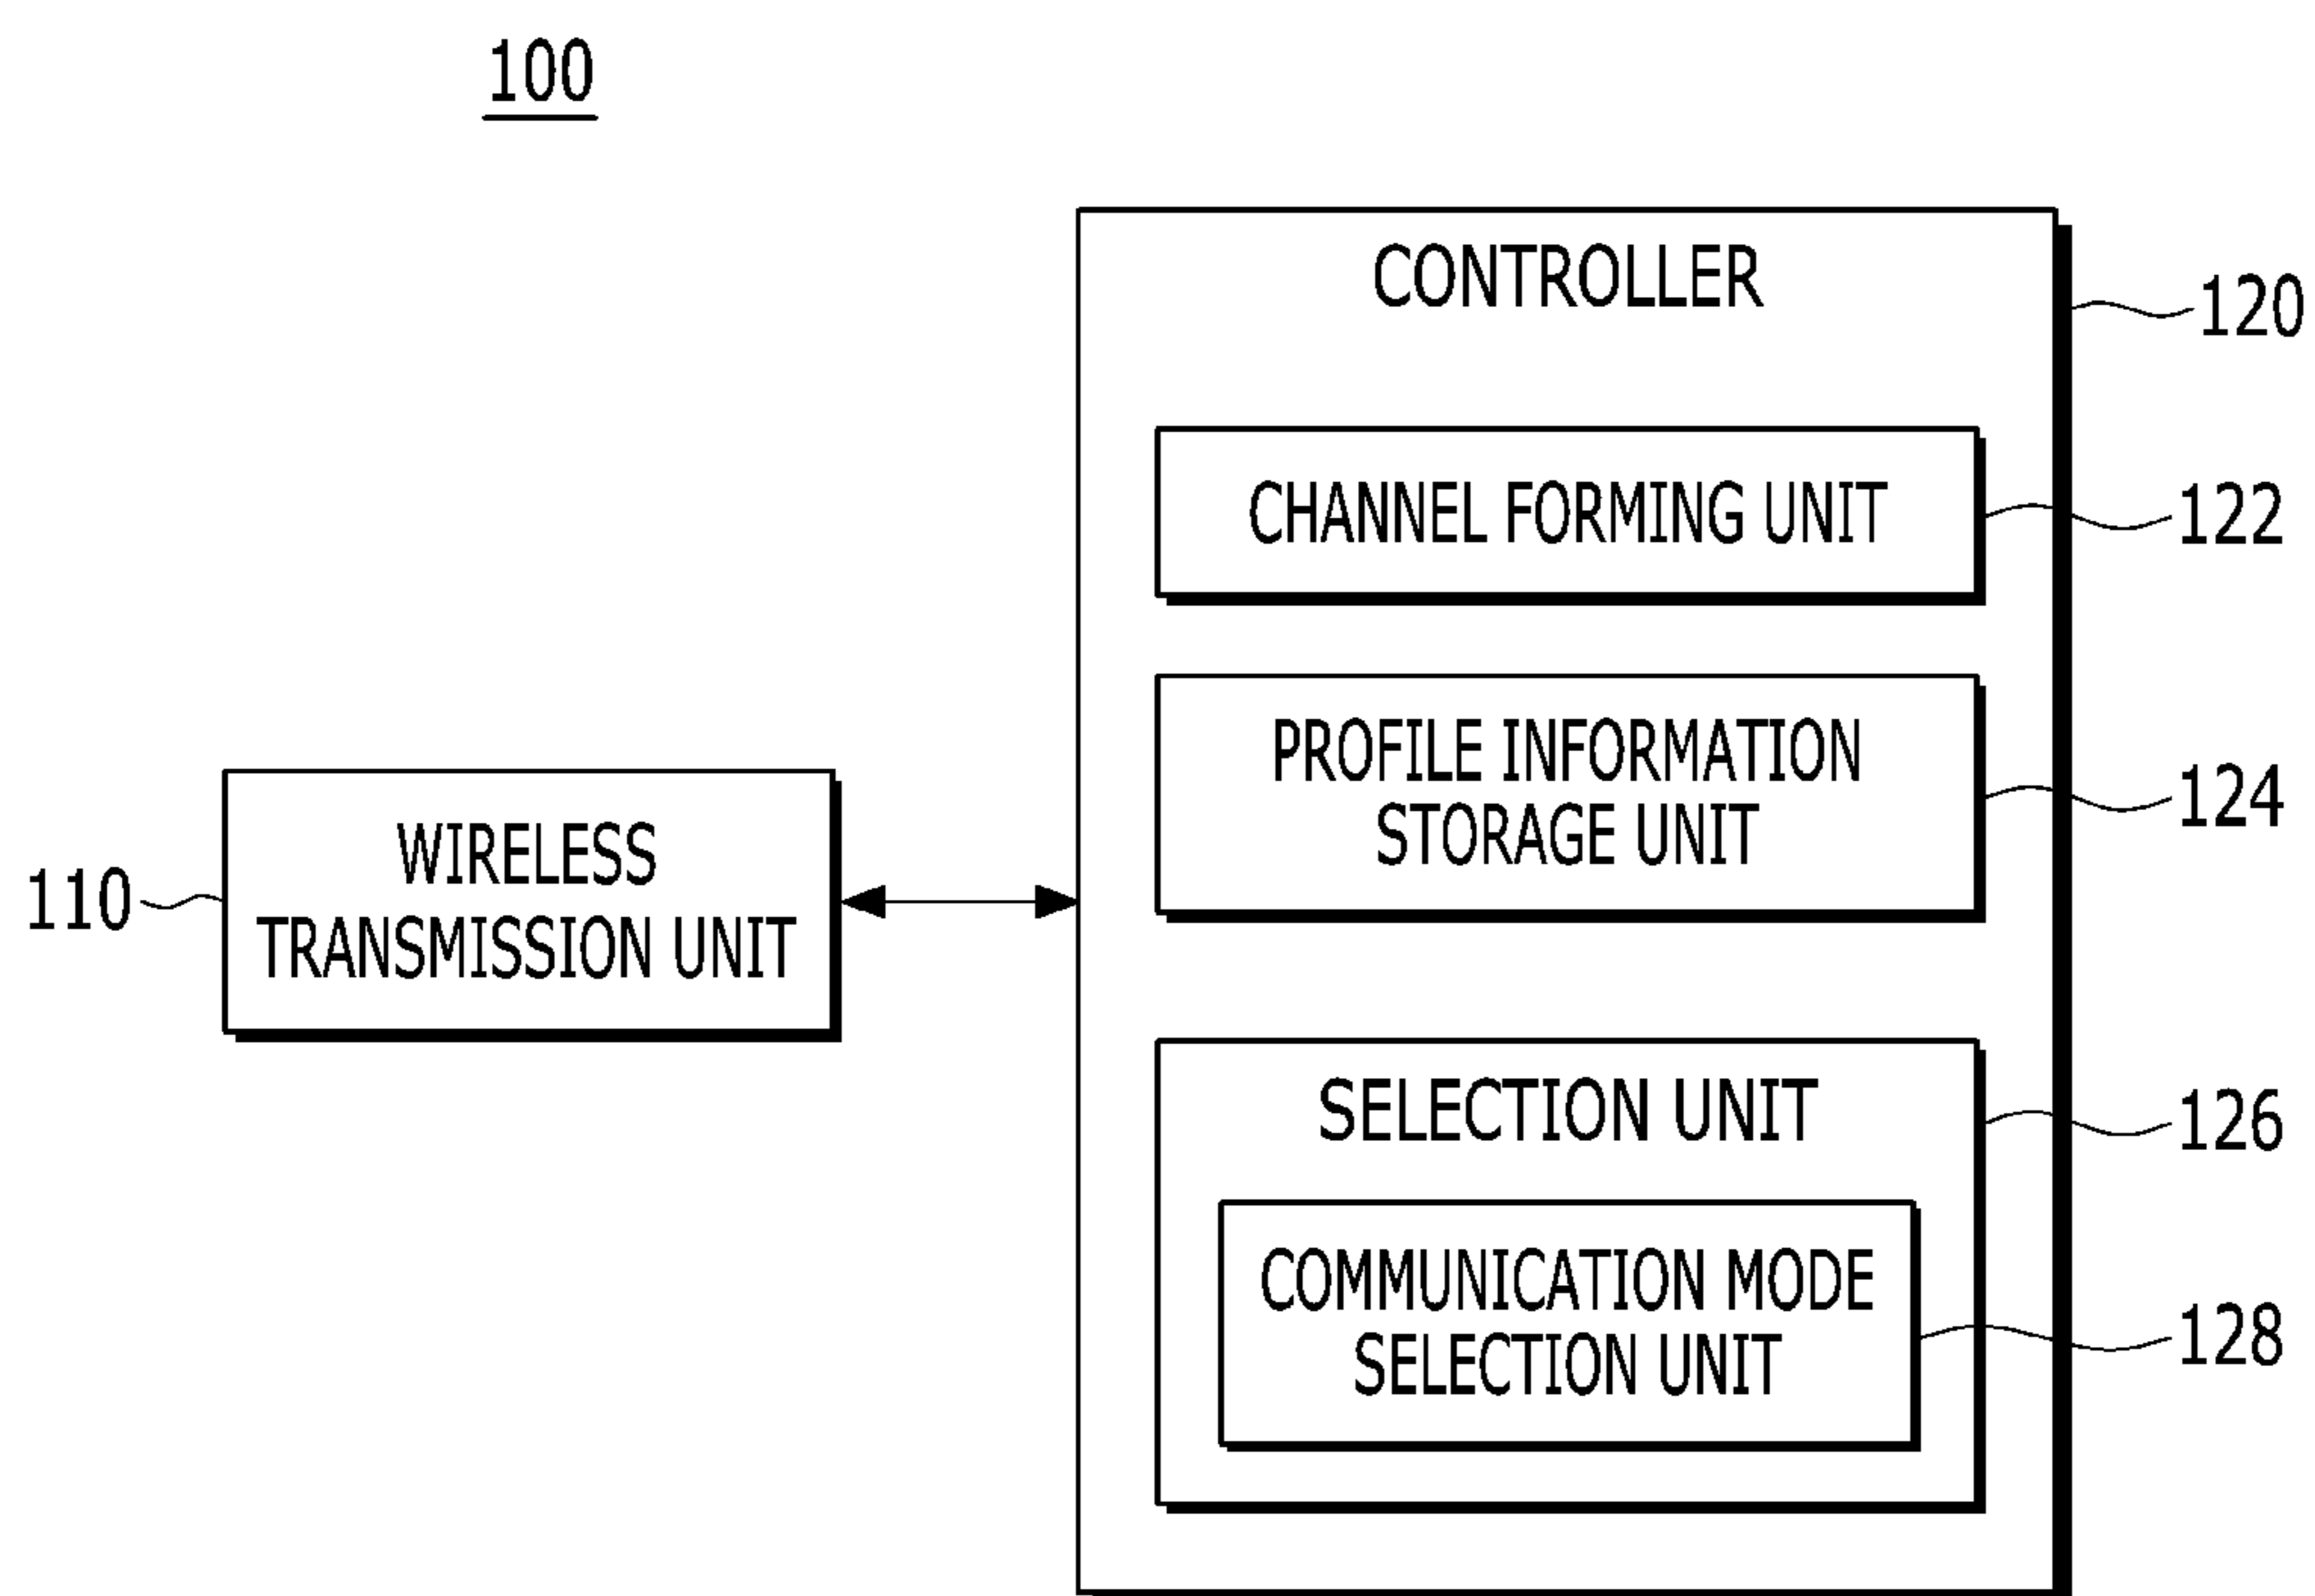 100
CONTROLLER
120
CHANNEL FORMING UNIT
122
PROFILE INFORMATION
STORAGE UNIT
124
WIRELESS
TRANSMISSION UNIT
110
SELECTION UNIT
126
COMMUNICATION MODE
SELECTION UNIT
128